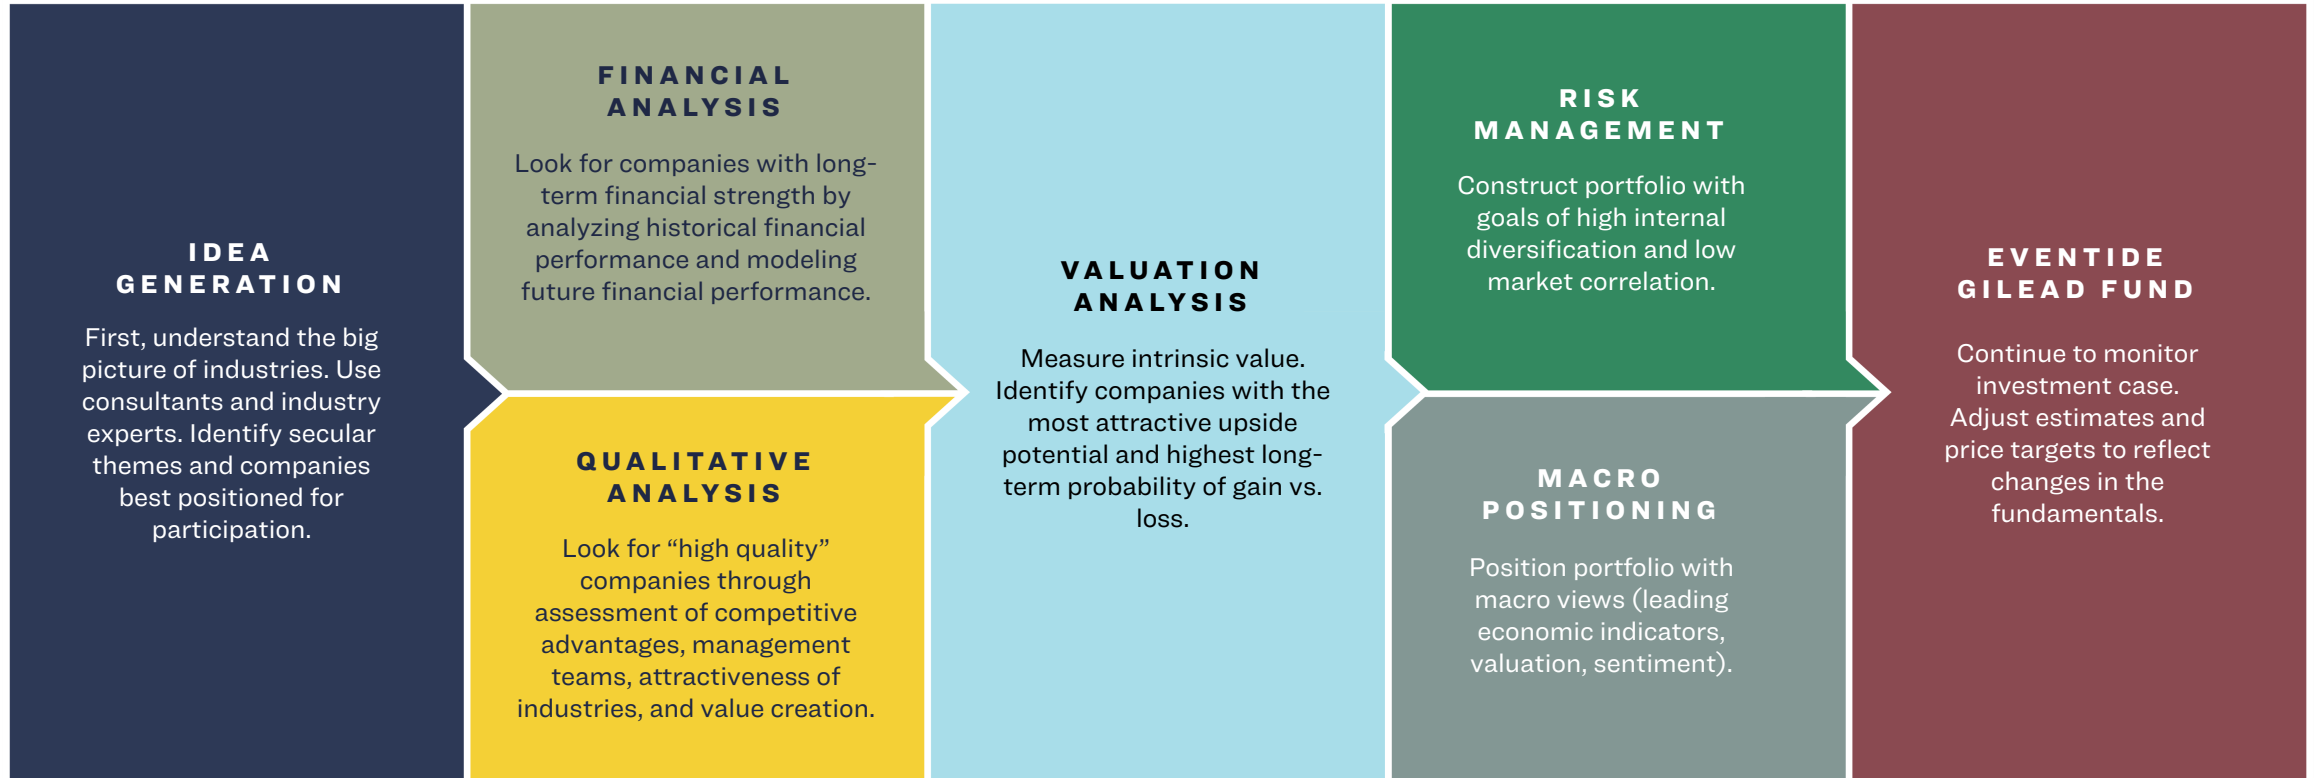 IDEA
GENERATION
First, understand the big
picture of industries. Use
consultants and industry
experts. Identify secular
themes and companies
best positioned for
participation.
FINANCIAL
ANALYSIS
Look for companies with long-
term financial strength by
analyzing historical financial
performance and modeling
future financial performance.
QUALITATIVE
ANALYSIS
Look for “high quality”
companies through
assessment of competitive
advantages, management
teams, attractiveness of
industries, and value creation.
VALUATION
ANALYSIS
Measure intrinsic value.
Identify companies with the
most attractive upside
potential and highest long-
term probability of gain vs.
loss.
RISK
MANAGEMENT
Construct portfolio with
goals of high internal
diversification and low
market correlation.
MACRO
POSITIONING
Position portfolio with
macro views (leading
economic indicators,
valuation, sentiment).
EVENTIDE
GILEAD FUND
Continue to monitor
investment case.
Adjust estimates and
price targets to reflect
changes in the
fundamentals.